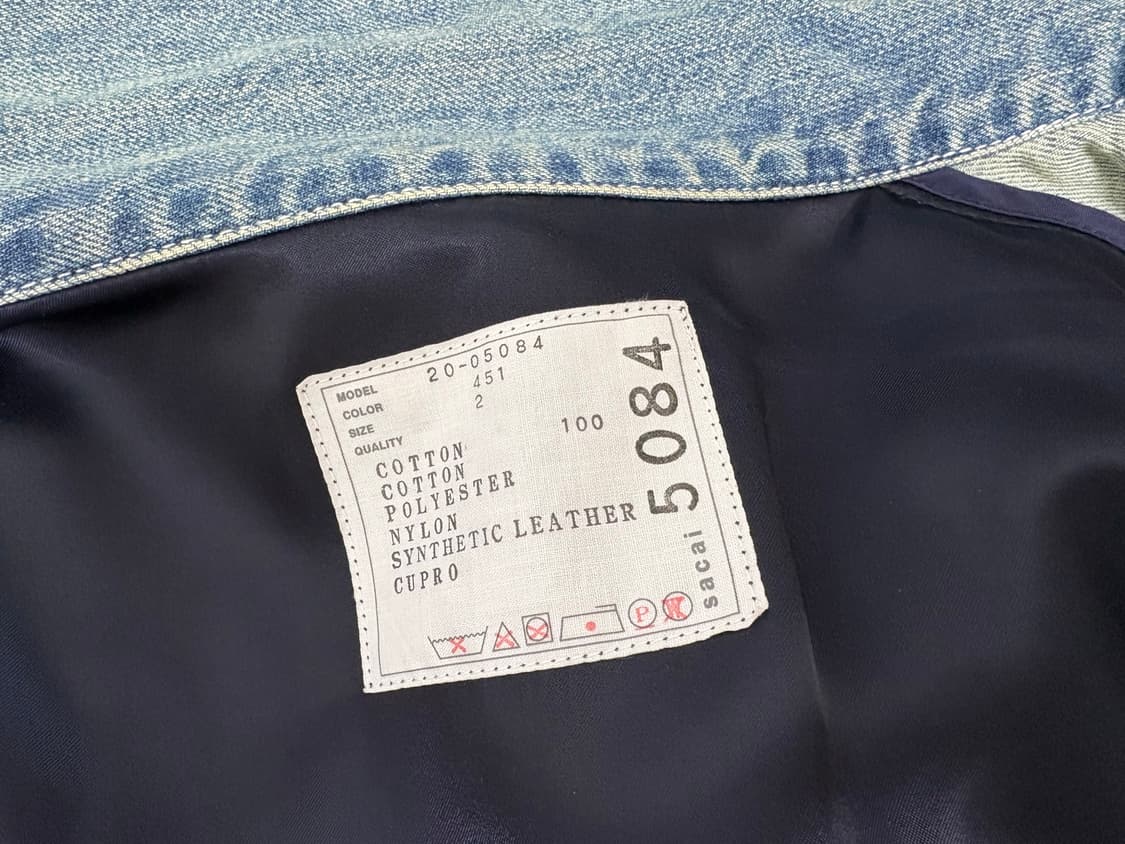 MODEL 20-05084
COLOR 451
SIZE 2
QUALITY
COTTON 100
COTTON
POLYESTER
NYLON
SYNTHETIC LEATHER
CUPRO
P
W
sacai 5084